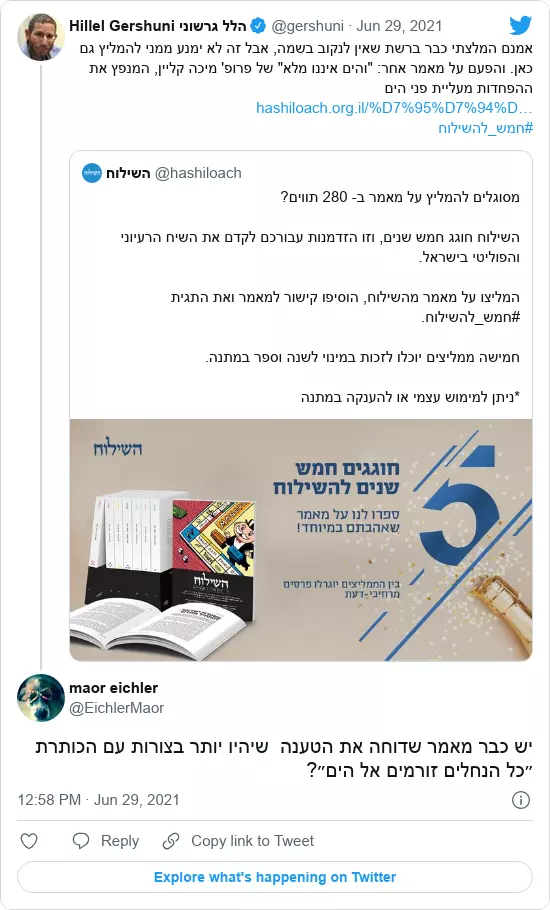 Hillel Gershuni הלל גרשוני @gershuni · Jun 29, 2021
אמנם המלצתי כבר ברשת שאין לנקוב בשמה, אבל זה לא ימנע ממני להמליץ גם
כאן. והפעם על מאמר אחר: "והים איננו מלא" של פרופ' מיכה קליין, המנפץ את
ההפחדות מעליית פני הים
hashiloach.org.il/%D7%95%D7%94%D…
#חמש_להשילוח
השילוח @hashiloach
מסוגלים להמליץ על מאמר ב- 280 תווים?
השילוח חוגג חמש שנים, וזו הזדמנות עבורכם לקדם את השיח הרעיוני
והפוליטי בישראל.
המליצו על מאמר מהשילוח, הוסיפו קישור למאמר ואת התגית
#חמש_להשילוח.
חמישה ממליצים יוכלו לזכות במינוי לשנה וספר במתנה.
*ניתן למימוש עצמי או להענקה במתנה
השילוח
5
חוגגים חמש
שנים להשילוח
ספרו לנו על מאמר
שאהבתם במיוחד!
בין הממליצים יוגרלו פרסים
מרחיבי-דעת
השילוח
maor eichler
@EichlerMaor
יש כבר מאמר שדוחה את הטענה שיהיו יותר בצורות עם הכותרת
״כל הנחלים זורמים אל הים״?
12:58 PM · Jun 29, 2021
Reply
Copy link to Tweet
Explore what's happening on Twitter